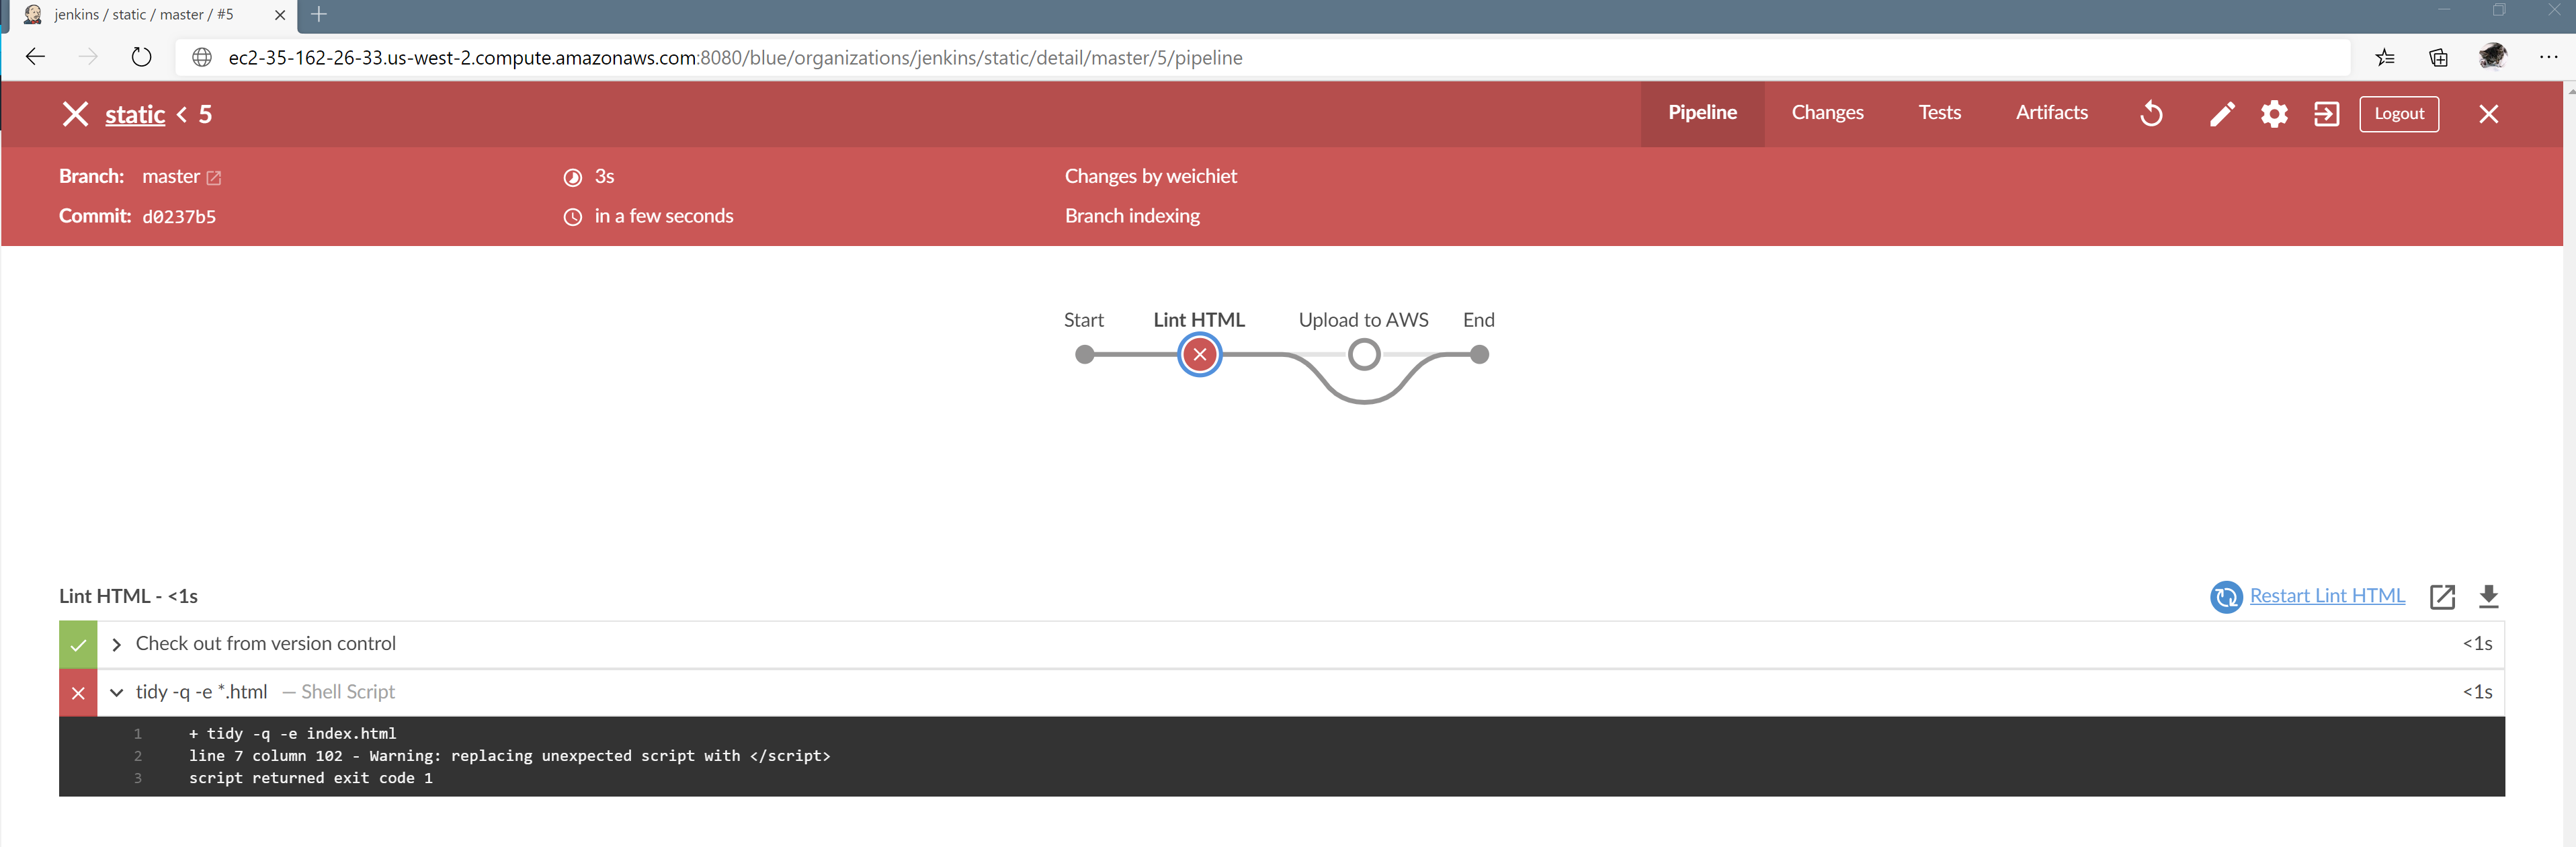 jenkins / static / master / #5
ec2-35-162-26-33.us-west-2.compute.amazonaws.com:8080/blue/organizations/jenkins/static/detail/master/5/pipeline
static < 5
Pipeline Changes Tests Artifacts Logout
Branch: master 3s Changes by weichiet
Commit: d0237b5 in a few seconds Branch indexing
Start Lint HTML Upload to AWS End
Lint HTML - <1s Restart Lint HTML
Check out from version control <1s
tidy -q -e *.html — Shell Script <1s
1 + tidy -q -e index.html
2 line 7 column 102 - Warning: replacing unexpected script with </script>
3 script returned exit code 1